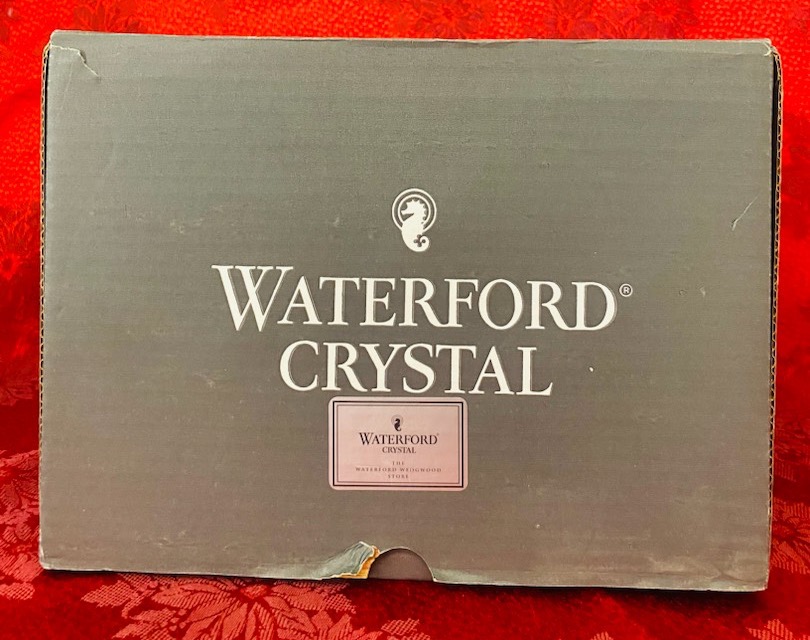 WATERFORD®
CRYSTAL
WATERFORD®
CRYSTAL
THE
WATERFORD WEDGWOOD
STORE